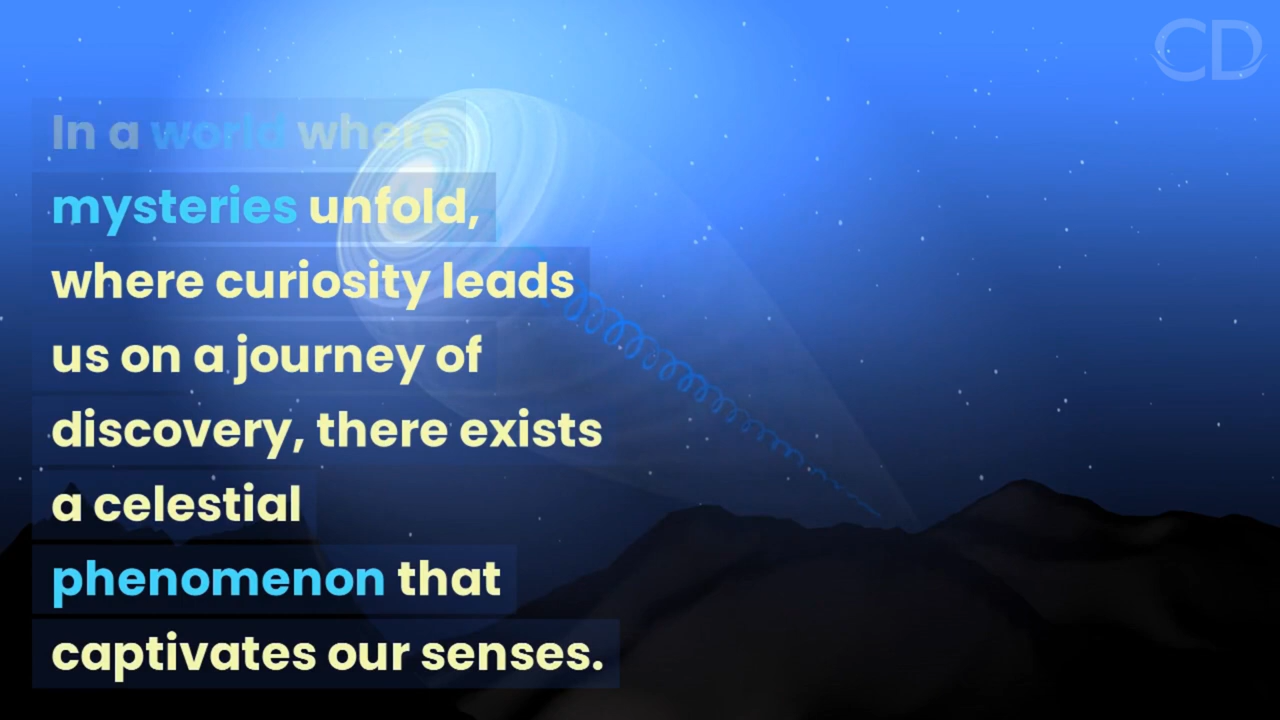 CD
In a world where
mysteries unfold,
where curiosity leads
us on a journey of
discovery, there exists
a celestial
phenomenon that
captivates our senses.